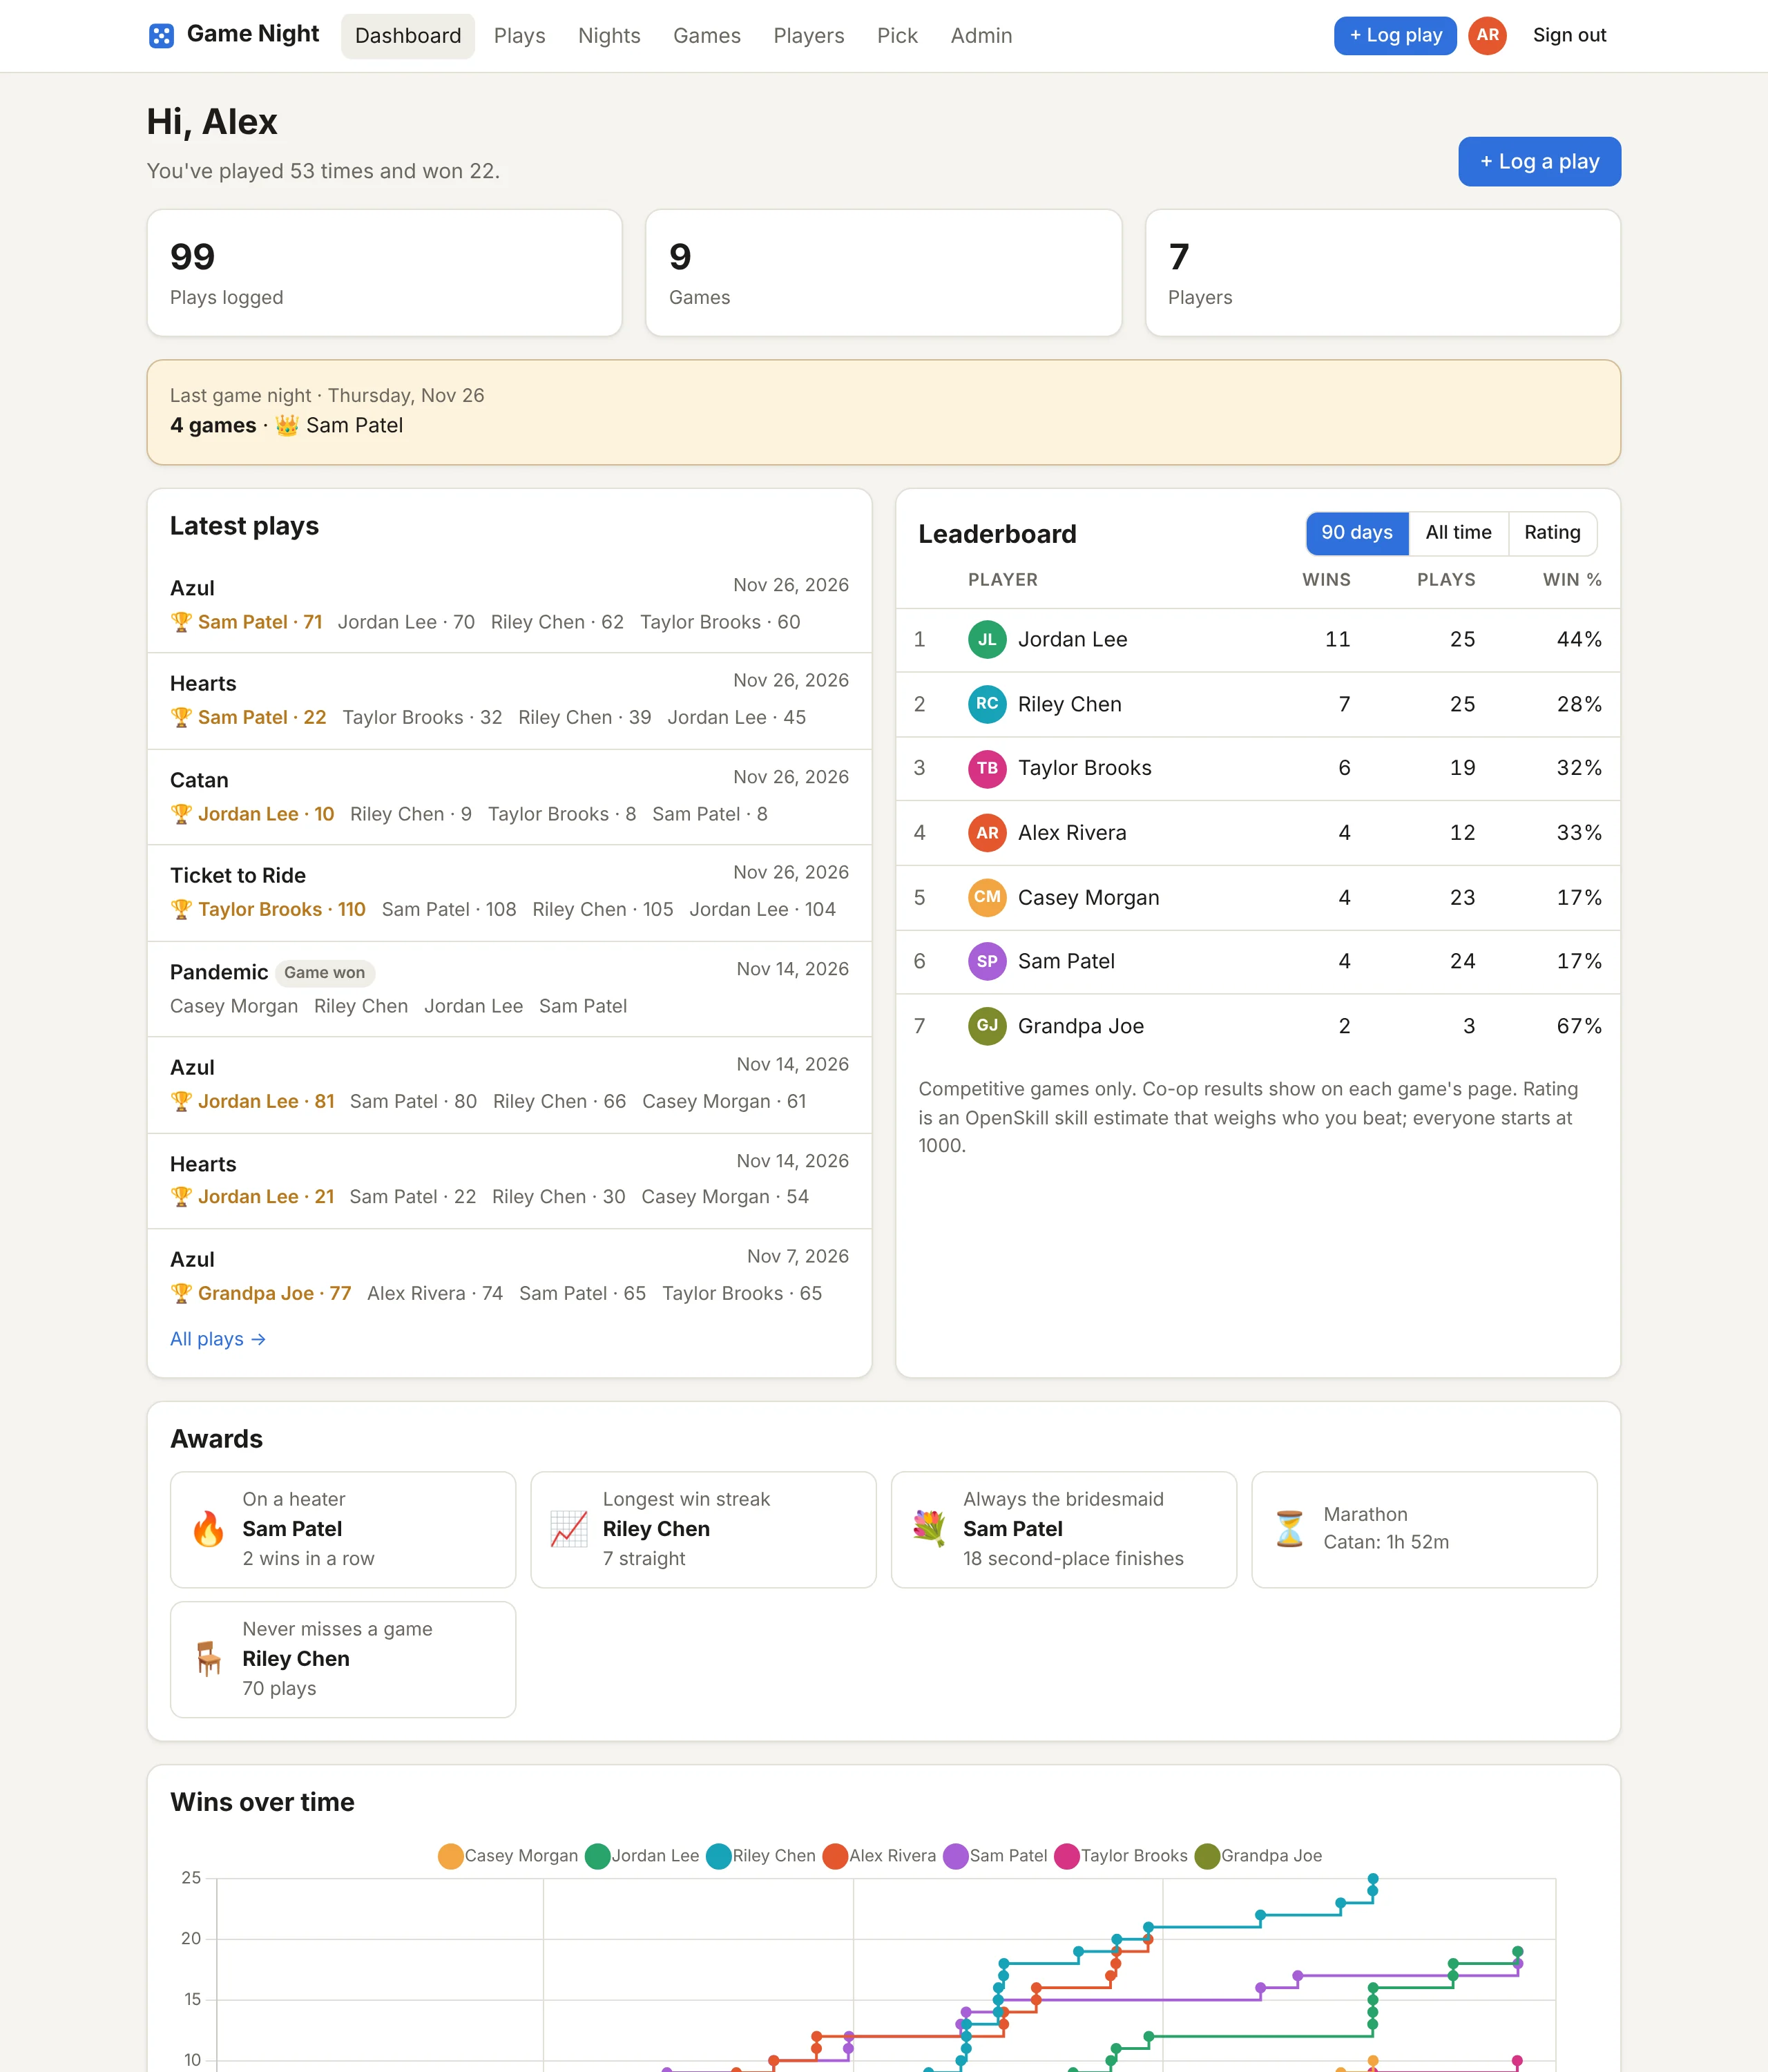 Game Night Dashboard Plays Nights Games Players Pick Admin + Log play AR Sign out
Hi, Alex
You've played 53 times and won 22.
+ Log a play
99
Plays logged
9
Games
7
Players
Last game night · Thursday, Nov 26
4 games · 👑 Sam Patel
Latest plays
Azul Nov 26, 2026
🏆 Sam Patel · 71 Jordan Lee · 70 Riley Chen · 62 Taylor Brooks · 60
Hearts Nov 26, 2026
🏆 Sam Patel · 22 Taylor Brooks · 32 Riley Chen · 39 Jordan Lee · 45
Catan Nov 26, 2026
🏆 Jordan Lee · 10 Riley Chen · 9 Taylor Brooks · 8 Sam Patel · 8
Ticket to Ride Nov 26, 2026
🏆 Taylor Brooks · 110 Sam Patel · 108 Riley Chen · 105 Jordan Lee · 104
Pandemic Game won Nov 14, 2026
Casey Morgan Riley Chen Jordan Lee Sam Patel
Azul Nov 14, 2026
🏆 Jordan Lee · 81 Sam Patel · 80 Riley Chen · 66 Casey Morgan · 61
Hearts Nov 14, 2026
🏆 Jordan Lee · 21 Sam Patel · 22 Riley Chen · 30 Casey Morgan · 54
Azul Nov 7, 2026
🏆 Grandpa Joe · 77 Alex Rivera · 74 Sam Patel · 65 Taylor Brooks · 65
All plays →
Leaderboard 90 days All time Rating
PLAYER WINS PLAYS WIN %
1 JL Jordan Lee 11 25 44%
2 RC Riley Chen 7 25 28%
3 TB Taylor Brooks 6 19 32%
4 AR Alex Rivera 4 12 33%
5 CM Casey Morgan 4 23 17%
6 SP Sam Patel 4 24 17%
7 GJ Grandpa Joe 2 3 67%
Competitive games only. Co-op results show on each game's page. Rating
is an OpenSkill skill estimate that weighs who you beat; everyone starts at
1000.
Awards
On a heater
Sam Patel
2 wins in a row
Longest win streak
Riley Chen
7 straight
Always the bridesmaid
Sam Patel
18 second-place finishes
Marathon
Catan: 1h 52m
Never misses a game
Riley Chen
70 plays
Wins over time
Casey Morgan Jordan Lee Riley Chen Alex Rivera Sam Patel Taylor Brooks Grandpa Joe
25
20
15
10